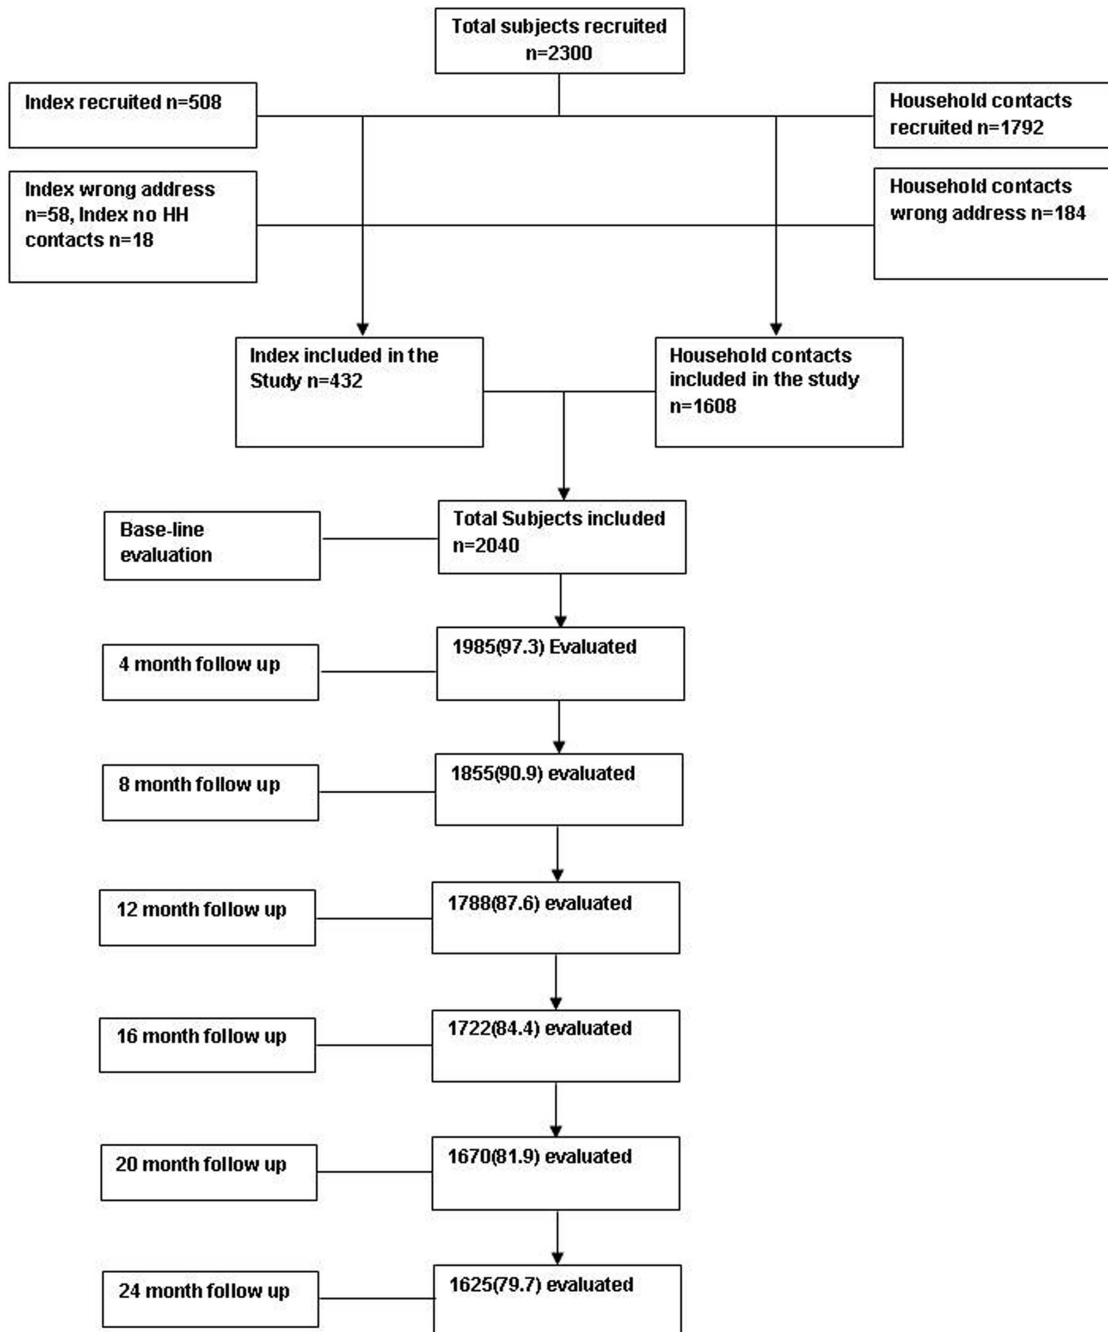 Total subjects recruited
n=2300
Index recruited n=508
Household contacts
recruited n=1792
Index wrong address
n=58, Index no HH
contacts n=18
Household contacts
wrong address n=184
Index included in the
Study n=432
Household contacts
included in the study
n=1608
Base-line
evaluation
Total Subjects included
n=2040
4 month follow up
1985(97.3) Evaluated
8 month follow up
1855(90.9) evaluated
12 month follow up
1788(87.6) evaluated
16 month follow up
1722(84.4) evaluated
20 month follow up
1670(81.9) evaluated
24 month follow up
1625(79.7) evaluated